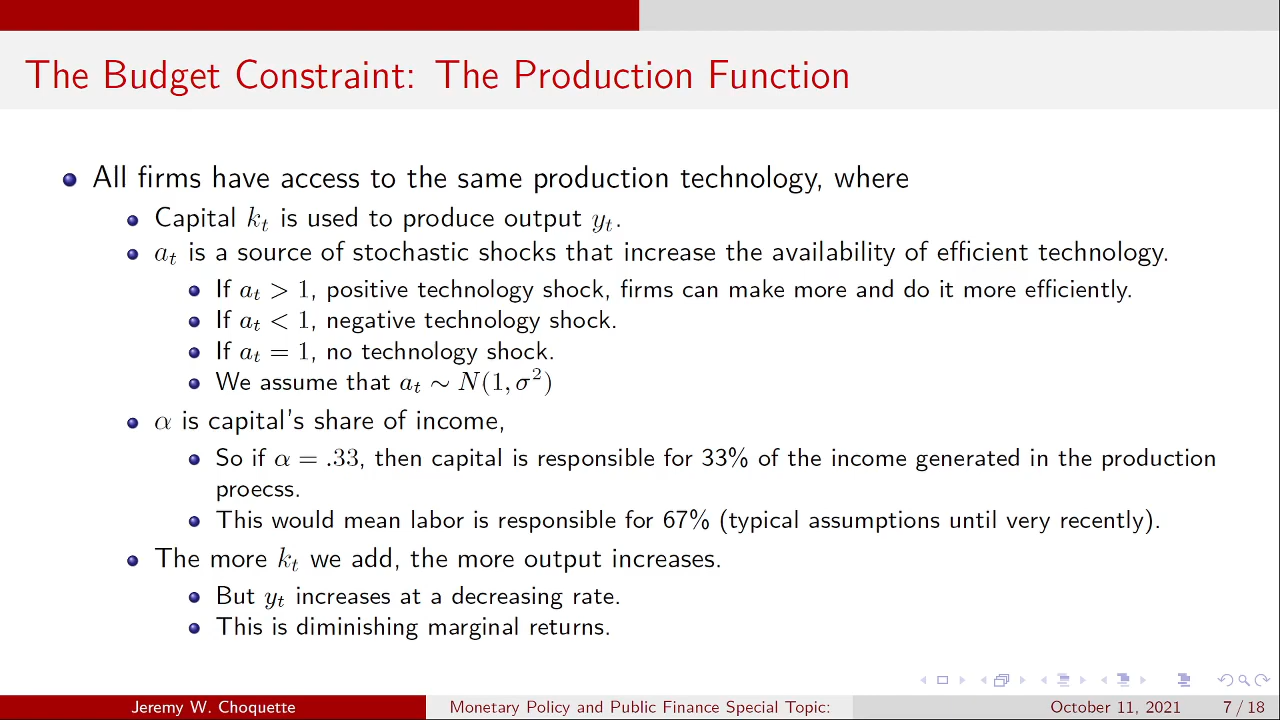 The Budget Constraint: The Production Function
All firms have access to the same production technology, where
Capital kₜ is used to produce output yₜ.
aₜ is a source of stochastic shocks that increase the availability of efficient technology.
If aₜ > 1, positive technology shock, firms can make more and do it more efficiently.
If aₜ < 1, negative technology shock.
If aₜ = 1, no technology shock.
We assume that aₜ ∼ N(1, σ²)
α is capital's share of income,
So if α = .33, then capital is responsible for 33% of the income generated in the production
proecss.
This would mean labor is responsible for 67% (typical assumptions until very recently).
The more kₜ we add, the more output increases.
But yₜ increases at a decreasing rate.
This is diminishing marginal returns.
Jeremy W. Choquette Monetary Policy and Public Finance Special Topic: October 11, 2021 7 / 18